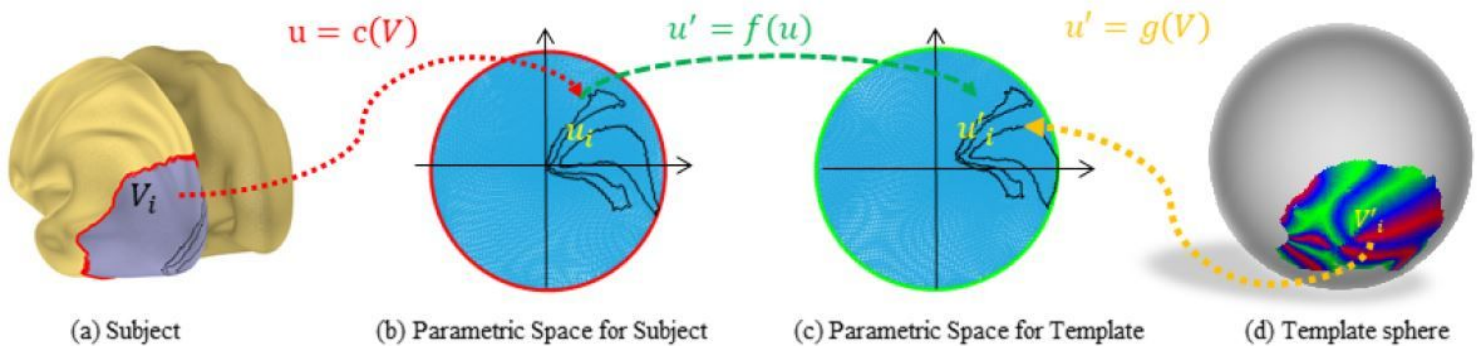 u = c(V)
u' = f(u)
u' = g(V)
V_i
u_i
u'_i
V'_i
(a) Subject
(b) Parametric Space for Subject
(c) Parametric Space for Template
(d) Template sphere